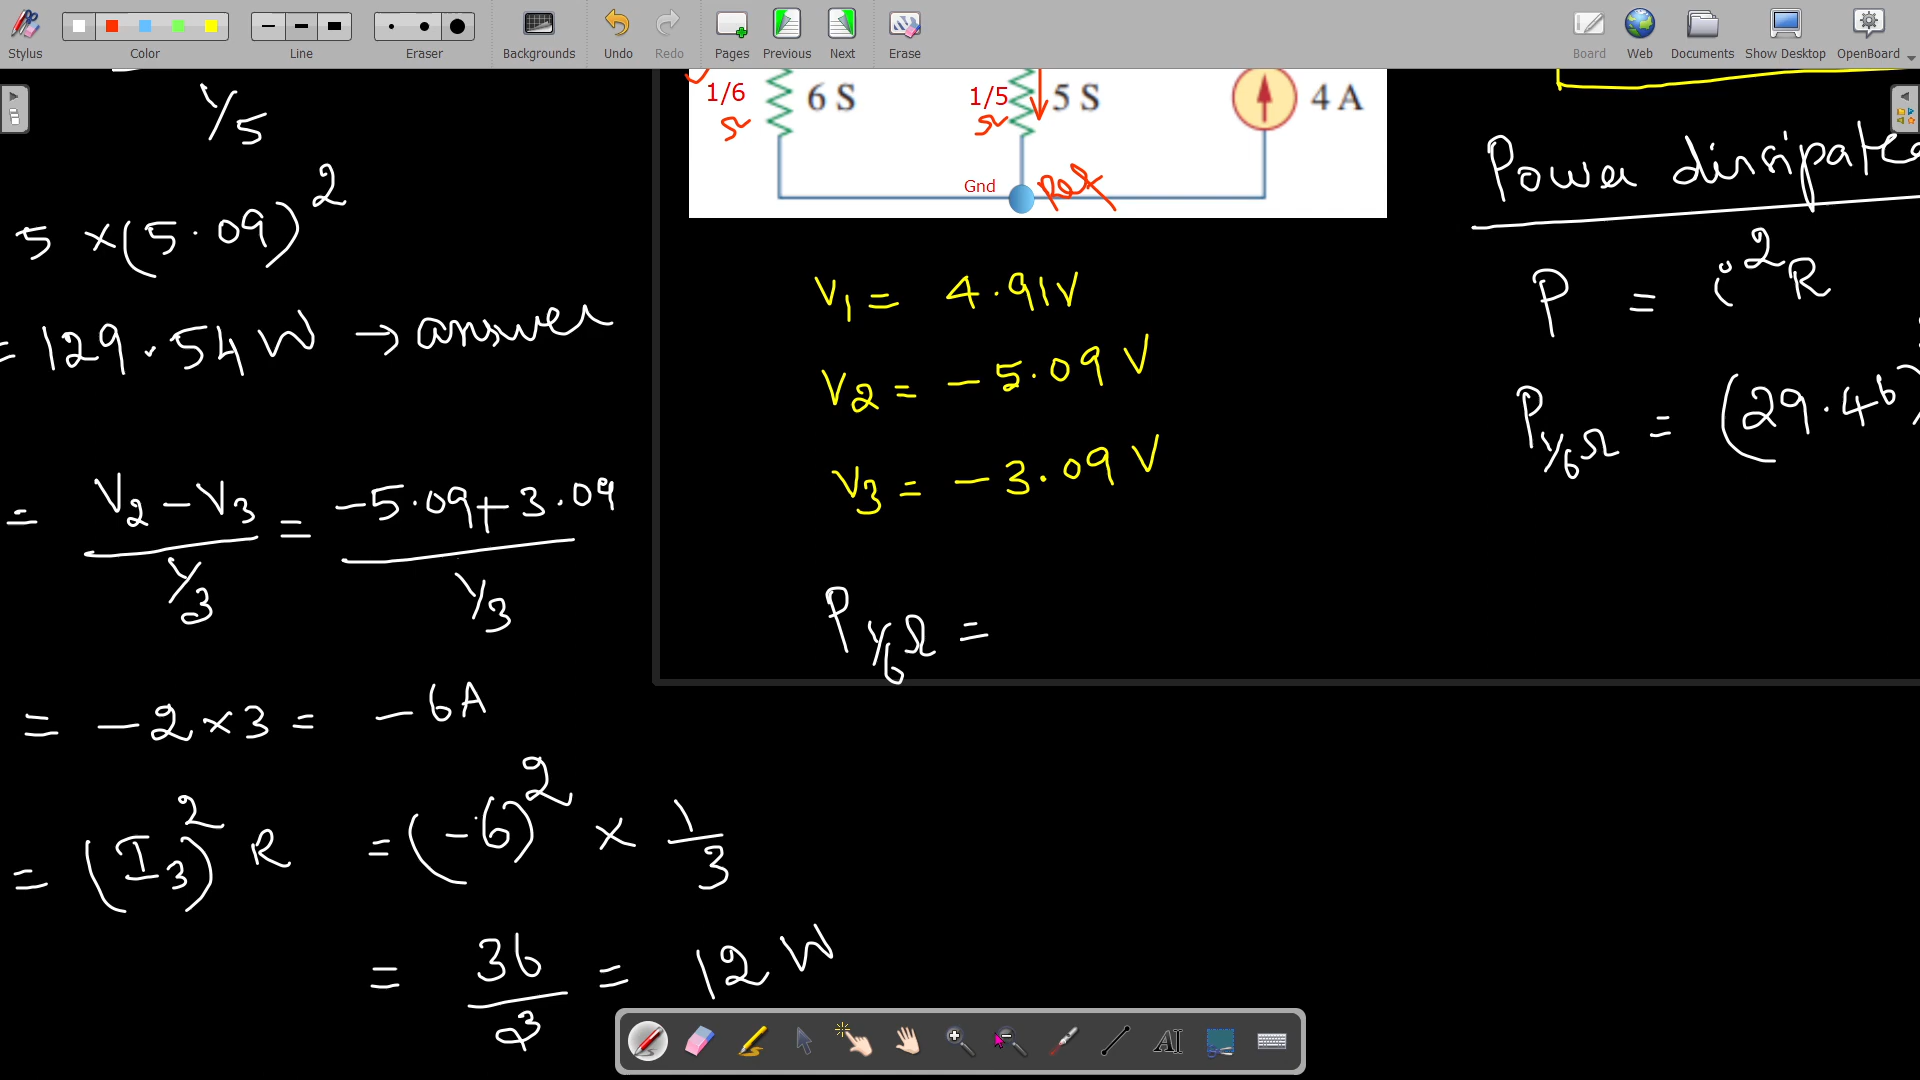 Stylus Color Line Eraser Backgrounds Undo Redo Pages Previous Next Erase Board Web Documents Show Desktop OpenBoard
1/5
5 ×(5.09)²
= 129.54W → answer
= V2 - V3 / 1/3 = -5.09+3.09 / 1/3
= -2×3 = -6A
= (I3)² R = (-6)² × 1/3
= 36/3 = 12 W
1/6 Ω 6 S 1/5 Ω 5 S 4 A
Gnd Ref
V1 = 4.91V
V2 = -5.09 V
V3 = -3.09 V
P1/6Ω =
Power dissipated
P = i²R
P1/6Ω = (29.46)